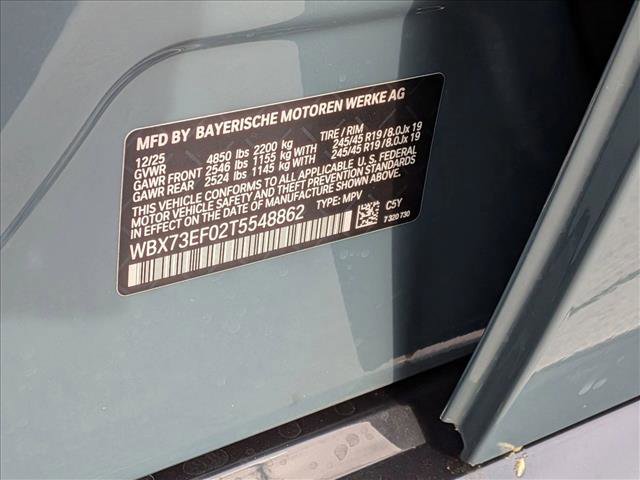 MFD BY BAYERISCHE MOTOREN WERKE AG
12/25 TIRE / RIM
GVWR 4850 lbs 2200 kg
GAWR FRONT 2546 lbs 1155 kg WITH 245/45 R19 / 8.0Jx 19
GAWR REAR 2524 lbs 1145 kg WITH 245/45 R19 / 8.0Jx 19
THIS VEHICLE CONFORMS TO ALL APPLICABLE U. S. FEDERAL
MOTOR VEHICLE SAFETY AND THEFT PREVENTION STANDARDS
IN EFFECT ON THE DATE OF MANUFACTURE SHOWN ABOVE.
WBX73EF02T5548862 TYPE: MPV
C5Y
7 320 730